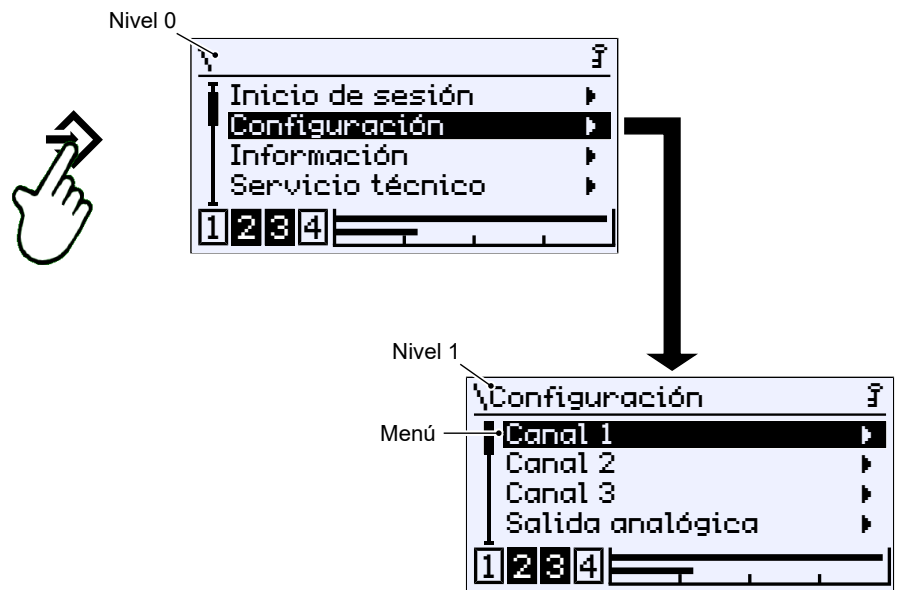 Nivel 0
\
Inicio de sesión
Configuración
Información
Servicio técnico
1 2 3 4
Nivel 1
\Configuración
Menú
Canal 1
Canal 2
Canal 3
Salida analógica
1 2 3 4